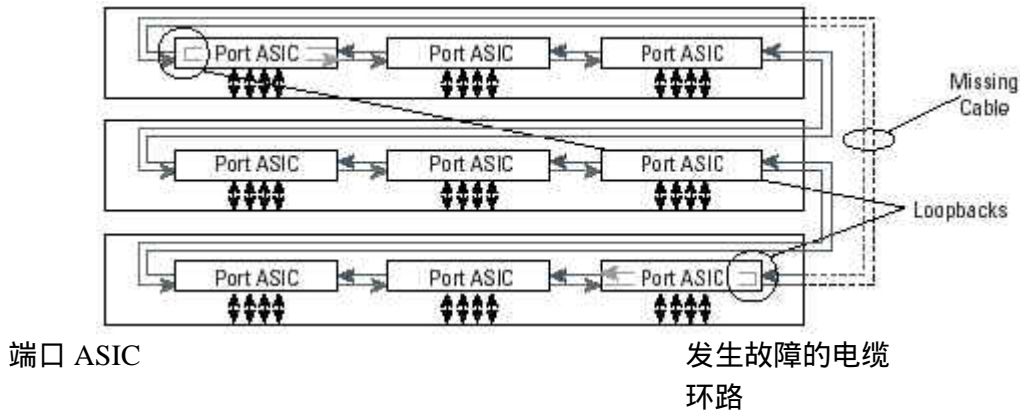 Port ASIC Port ASIC Port ASIC
Missing
Cable
Port ASIC Port ASIC Port ASIC
Loopbacks
Port ASIC Port ASIC Port ASIC
端口 ASIC 发生故障的电缆
环路